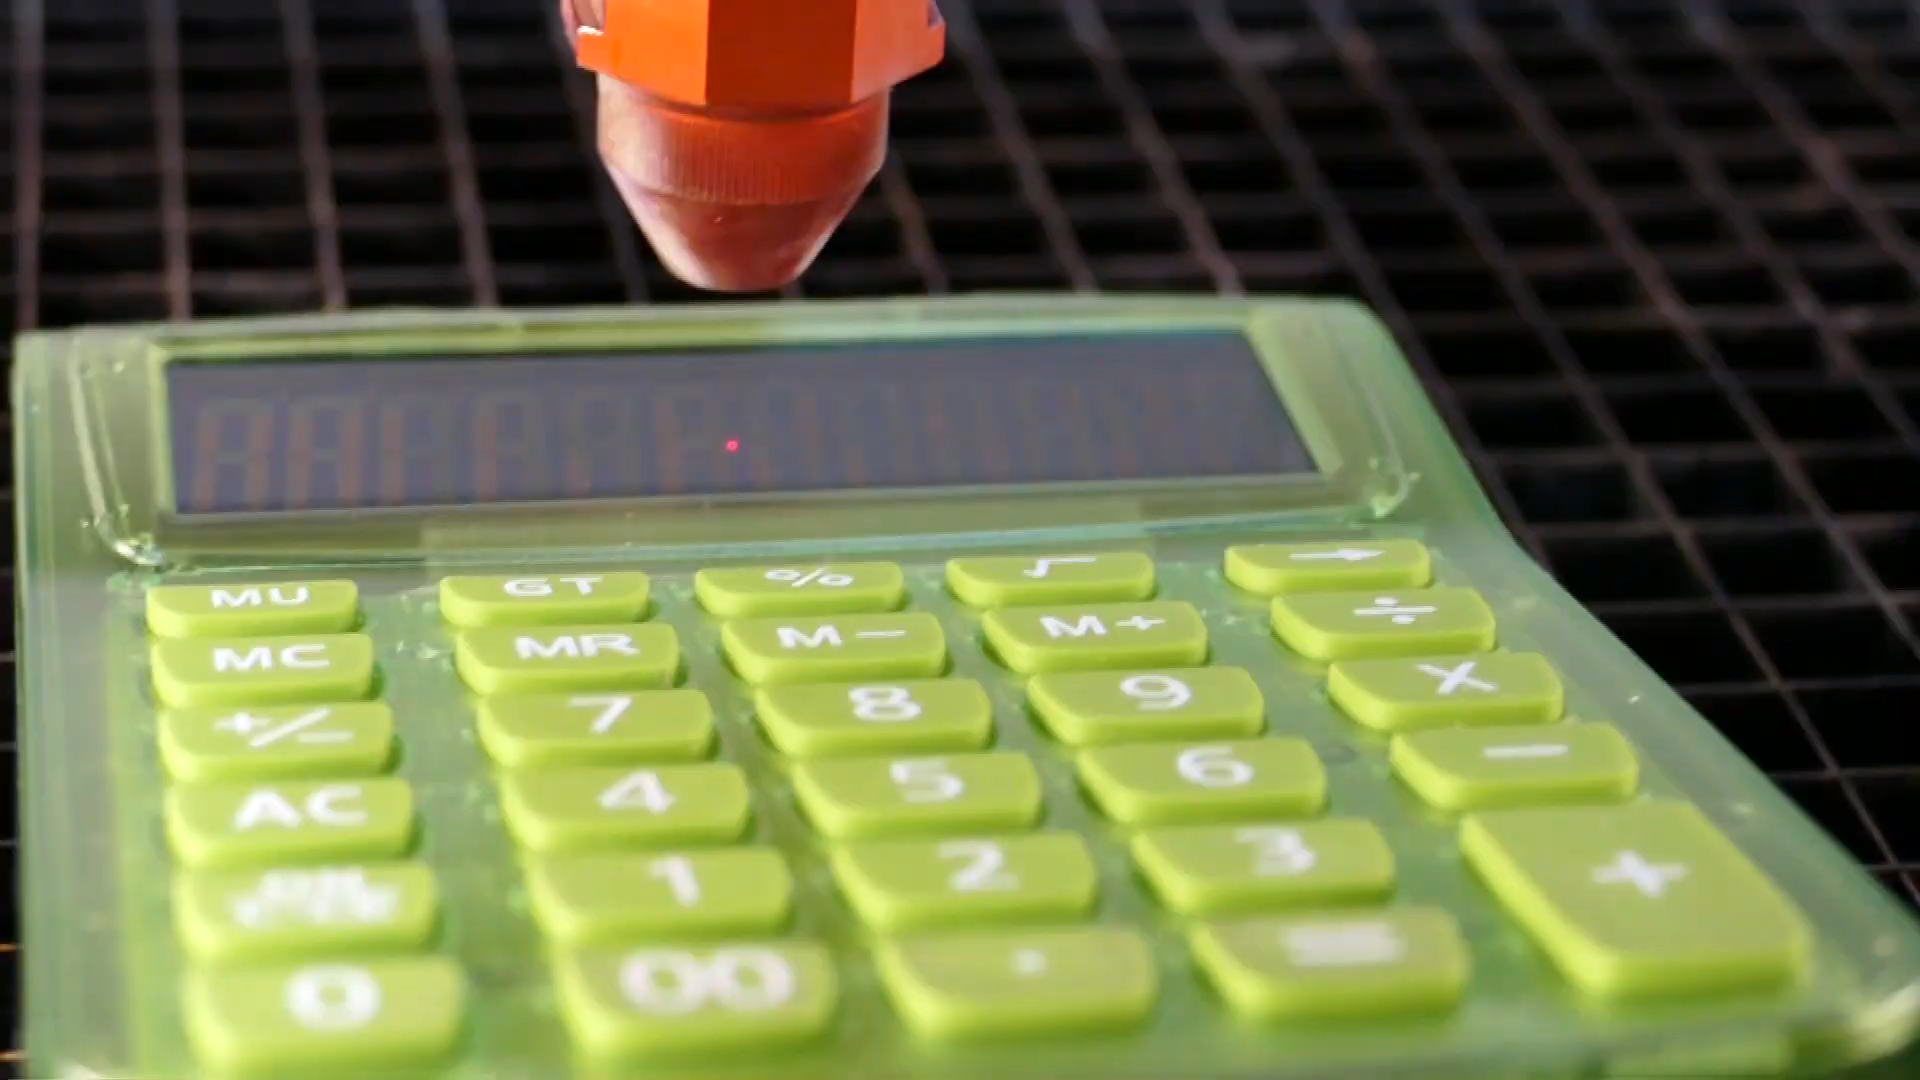 MU GT % √ →
MC MR M− M+ ÷
+/− 7 8 9 X
AC 4 5 6 −
1 2 3 +
0 00 . =